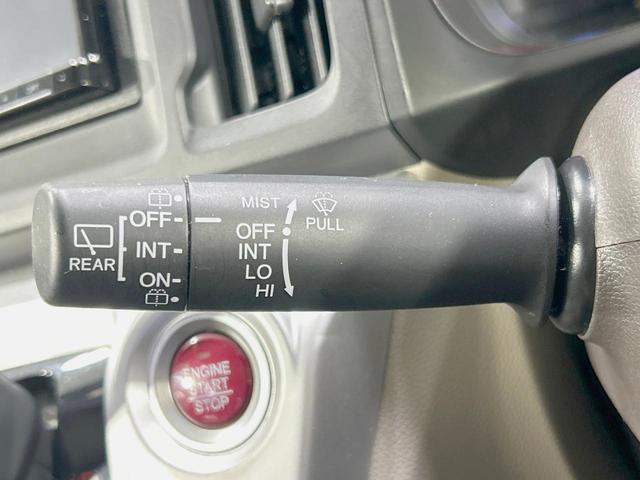 OFF
INT
ON
REAR
MIST
OFF
INT
LO
HI
PULL
ENGINE
START
STOP